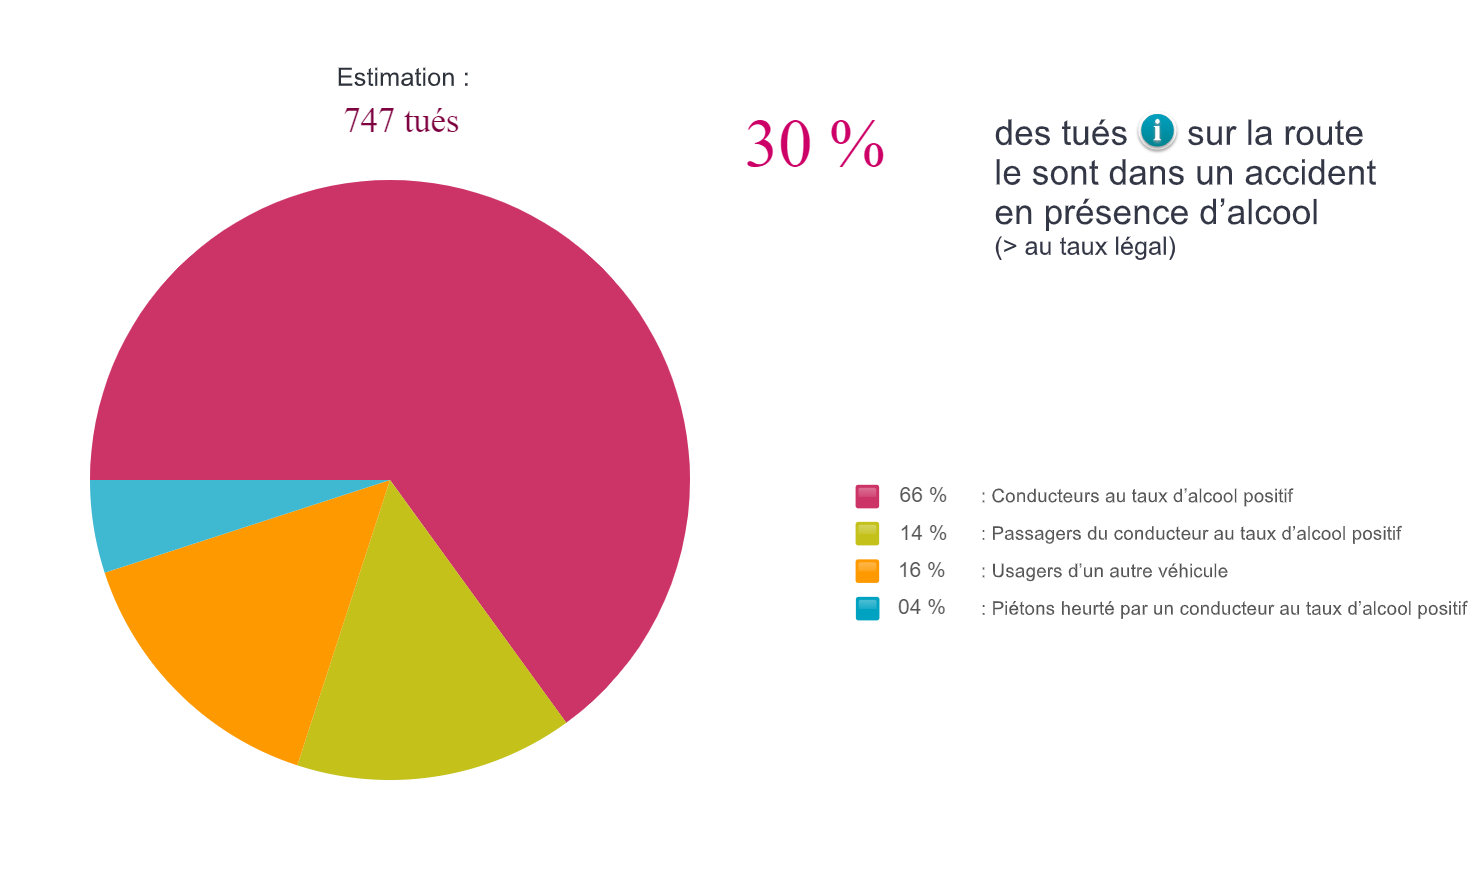 Estimation :
747 tués
30 %
des tués i sur la route
le sont dans un accident
en présence d’alcool
(> au taux légal)
66 % : Conducteurs au taux d’alcool positif
14 % : Passagers du conducteur au taux d’alcool positif
16 % : Usagers d’un autre véhicule
04 % : Piétons heurté par un conducteur au taux d’alcool positif